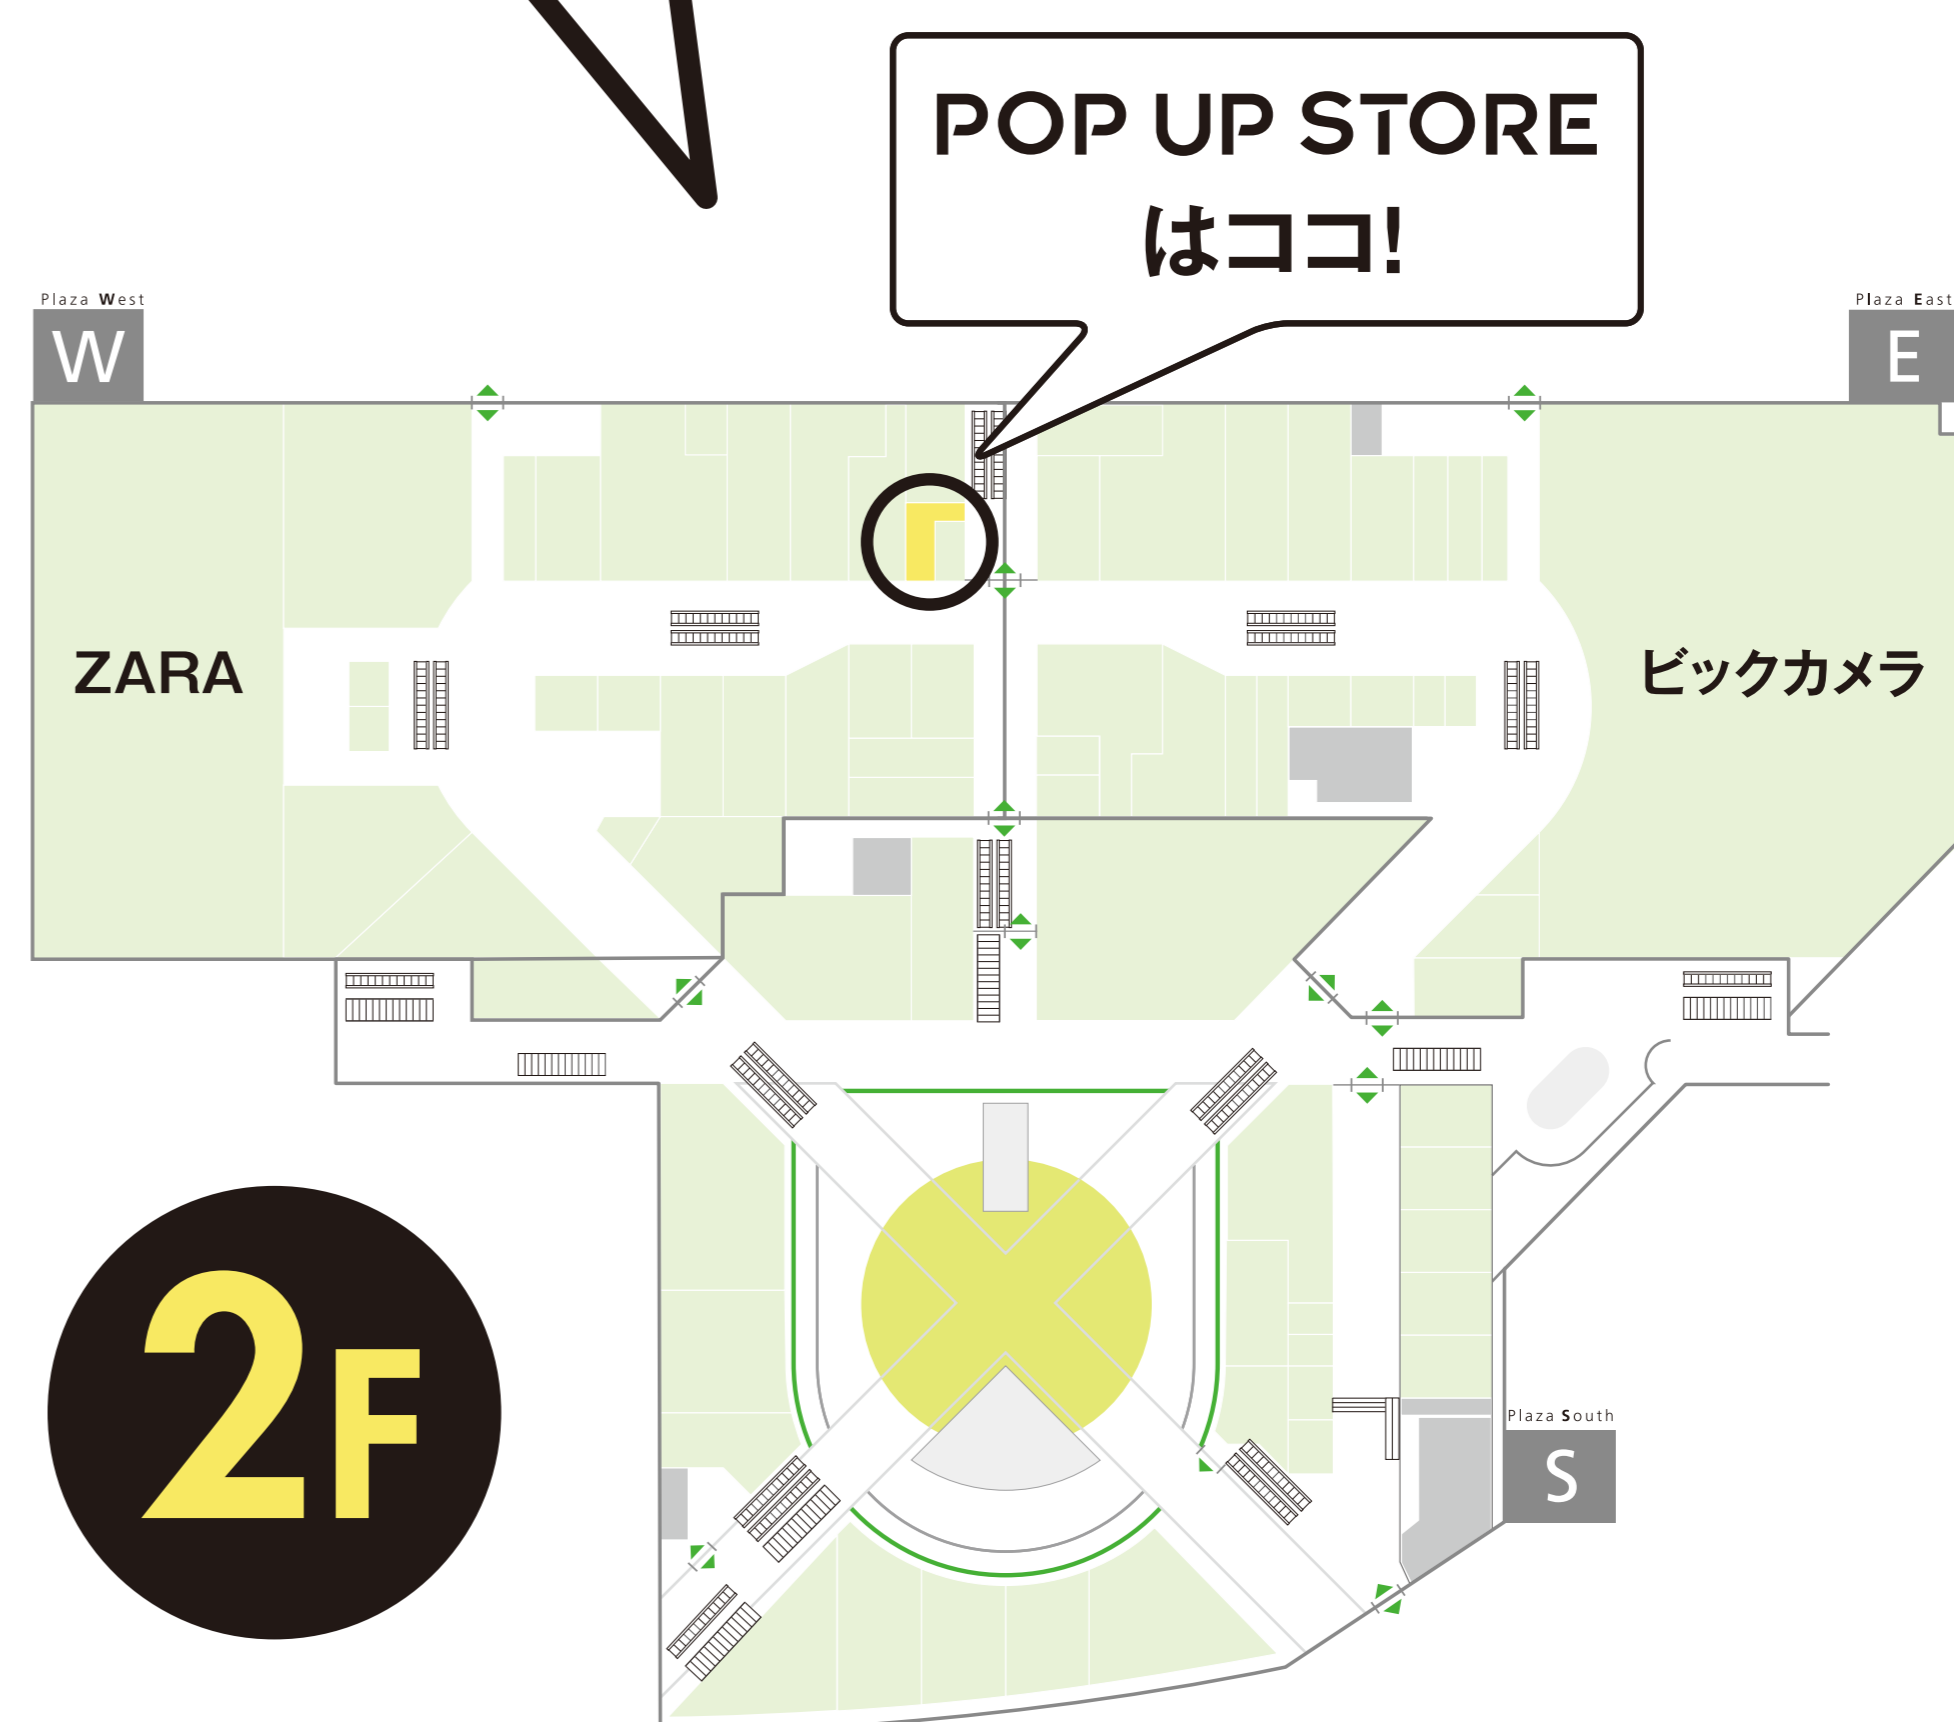 POP UP STORE
はココ!
Plaza West
W
Plaza East
E
ZARA
ビックカメラ
2F
Plaza South
S